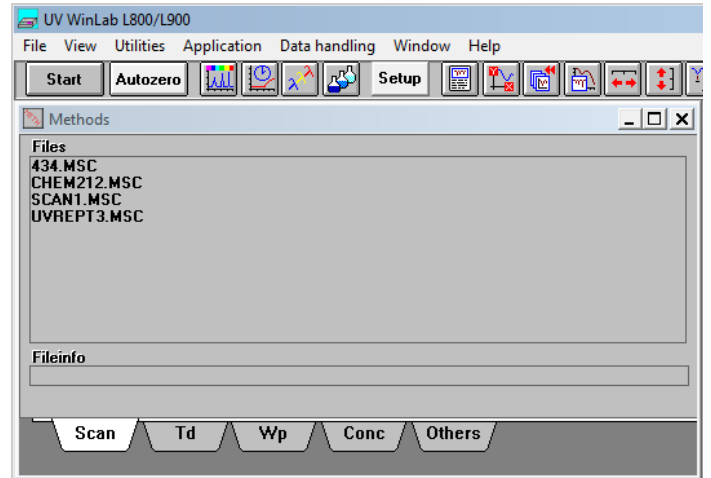 UV WinLab L800/L900
File View Utilities Application Data handling Window Help
Start Autozero Setup
Methods
Files
434.MSC
CHEM212.MSC
SCAN1.MSC
UVREPT3.MSC
Fileinfo
Scan Td Wp Conc Others